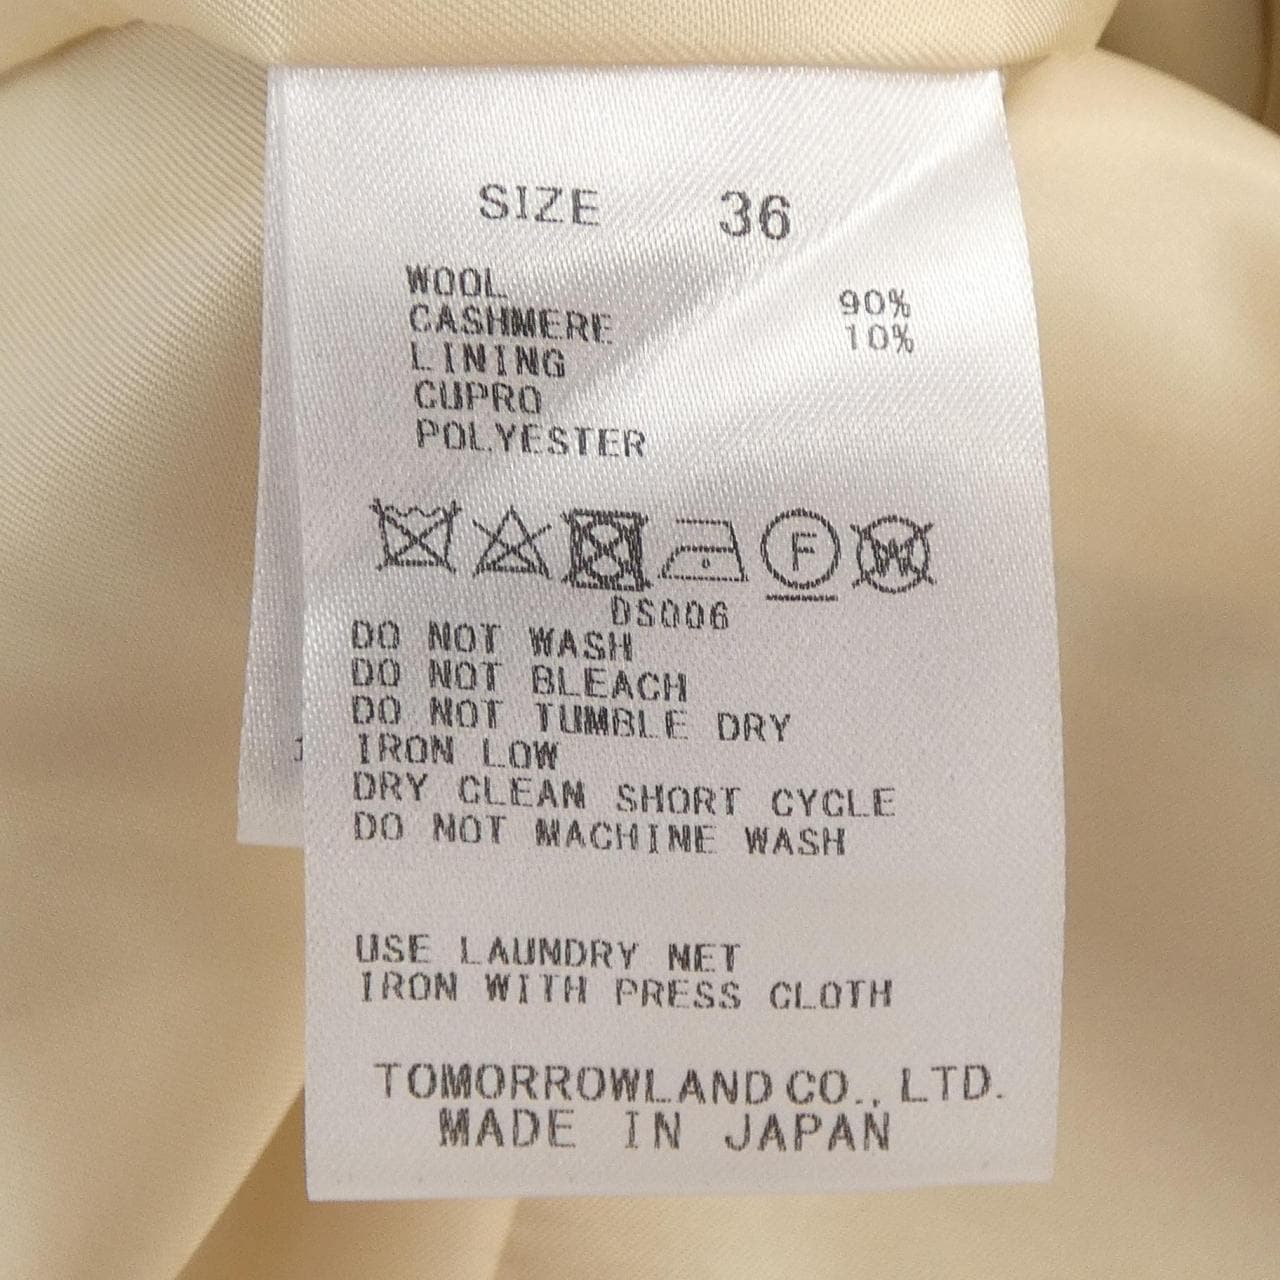 SIZE 36
WOOL 90%
CASHMERE 10%
LINING
CUPRO
POLYESTER
F W
DS006
DO NOT WASH
DO NOT BLEACH
DO NOT TUMBLE DRY
IRON LOW
DRY CLEAN SHORT CYCLE
DO NOT MACHINE WASH
USE LAUNDRY NET
IRON WITH PRESS CLOTH
TOMORROWLAND CO., LTD.
MADE IN JAPAN